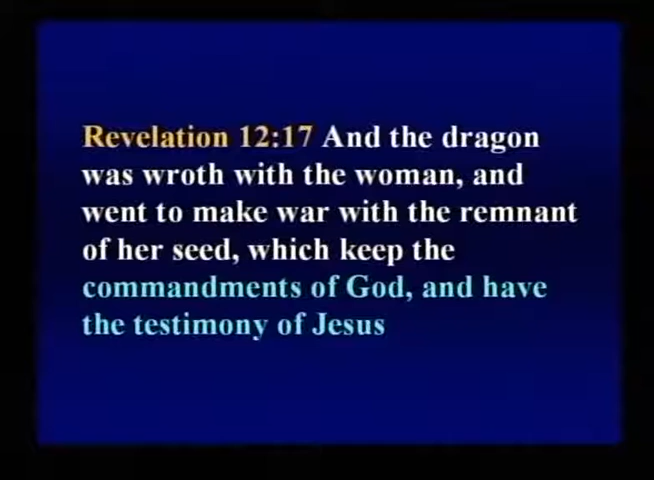 Revelation 12:17 And the dragon
was wroth with the woman, and
went to make war with the remnant
of her seed, which keep the
commandments of God, and have
the testimony of Jesus